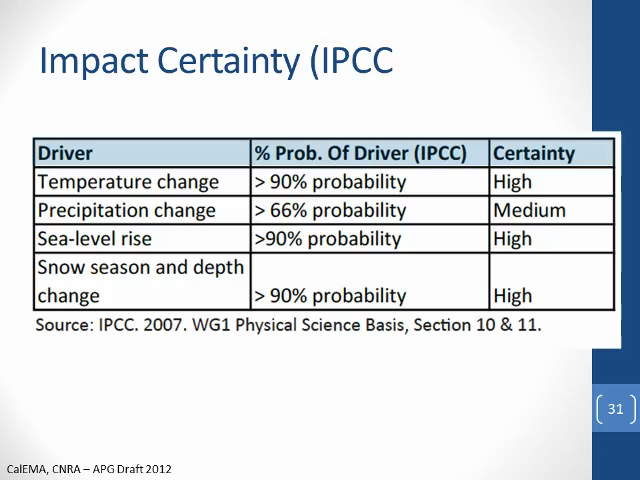 Impact Certainty (IPCC
Driver % Prob. Of Driver (IPCC) Certainty
Temperature change > 90% probability High
Precipitation change > 66% probability Medium
Sea-level rise >90% probability High
Snow season and depth
change > 90% probability High
Source: IPCC. 2007. WG1 Physical Science Basis, Section 10 & 11.
31
CalEMA, CNRA – APG Draft 2012